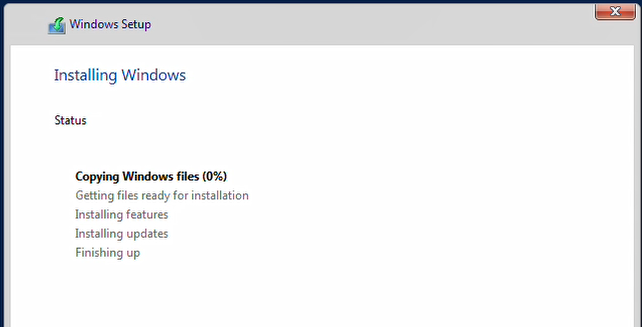 Windows Setup
Installing Windows
Status
Copying Windows files (0%)
Getting files ready for installation
Installing features
Installing updates
Finishing up